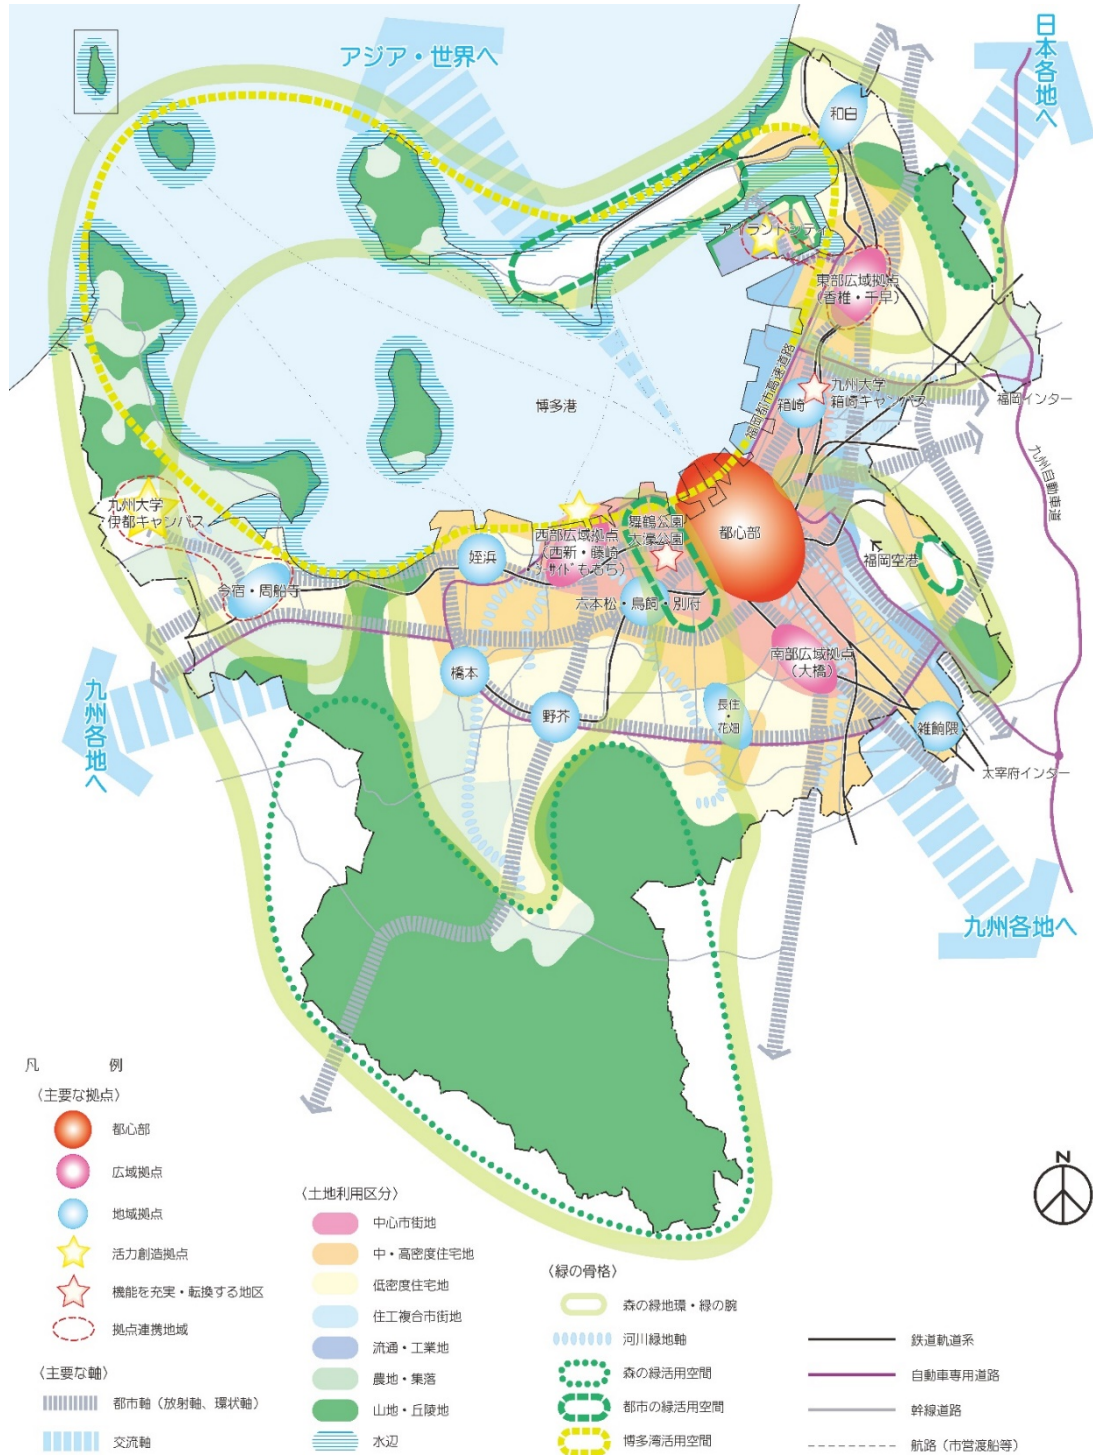 アジア・世界へ
日本各地へ
和白
アイランドシティ
東部広域拠点
(香椎・千早)
福岡都市高速道路
九州大学
箱崎キャンパス
箱崎
福岡インター
九州自動車道
博多港
九州大学
伊都キャンパス
今宿・周船寺
姪浜
西部広域拠点
(西新・藤崎
シーサイドももち)
舞鶴公園
大濠公園
都心部
福岡空港
六本松・鳥飼・別府
南部広域拠点
(大橋)
橋本
野芥
長住
・
花畑
雑餉隈
太宰府インター
九州各地へ
九州各地へ
N
凡 例
〈主要な拠点〉
都心部
広域拠点
地域拠点
活力創造拠点
機能を充実・転換する地区
拠点連携地域
〈主要な軸〉
都市軸(放射軸、環状軸)
交流軸
〈土地利用区分〉
中心市街地
中・高密度住宅地
低密度住宅地
住工複合市街地
流通・工業地
農地・集落
山地・丘陵地
水辺
〈緑の骨格〉
森の緑地環・緑の腕
河川緑地軸
森の緑活用空間
都市の緑活用空間
博多湾活用空間
鉄道軌道系
自動車専用道路
幹線道路
航路(市営渡船等)